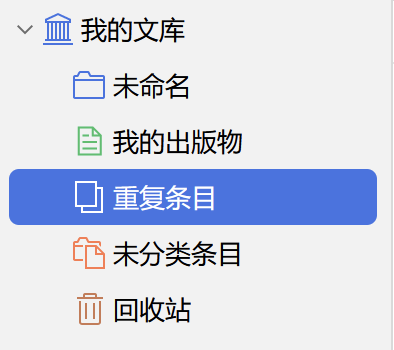 我的文库
未命名
我的出版物
重复条目
未分类条目
回收站